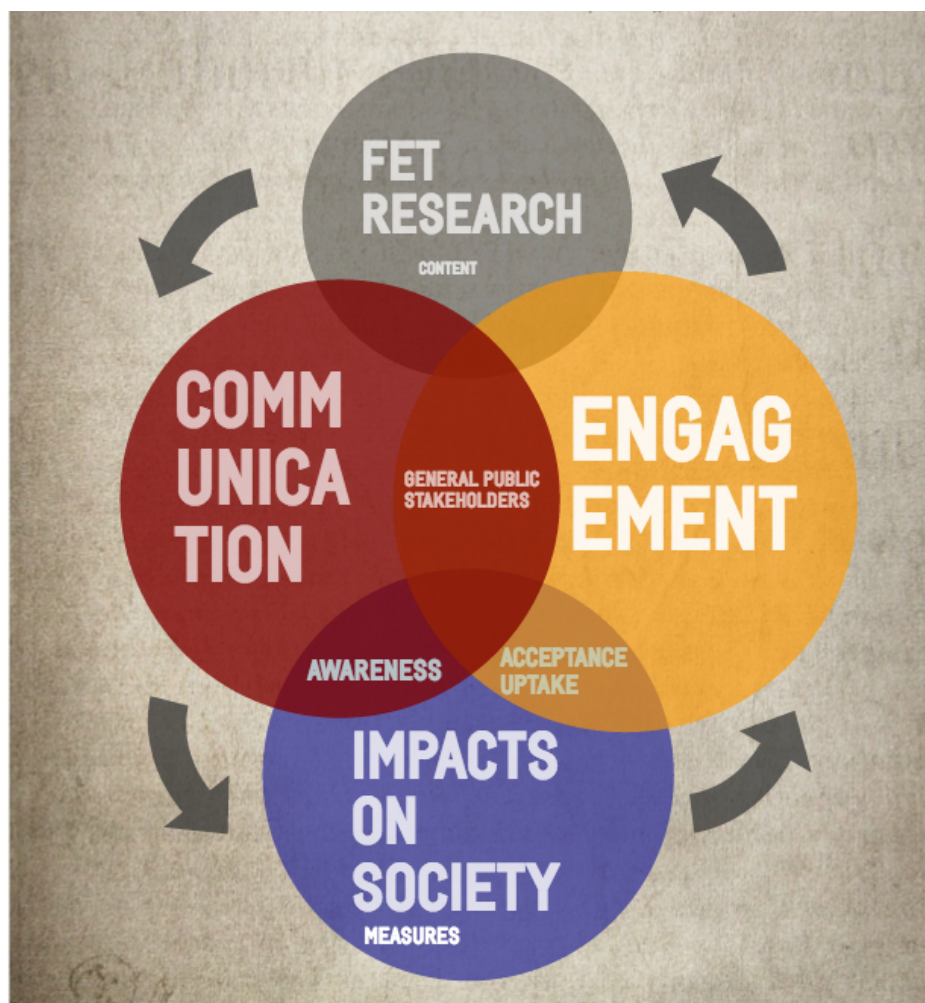 FET
RESEARCH
CONTENT
COMM
UNICA
TION
ENGAG
EMENT
GENERAL PUBLIC
STAKEHOLDERS
AWARENESS
ACCEPTANCE
UPTAKE
IMPACTS
ON
SOCIETY
MEASURES